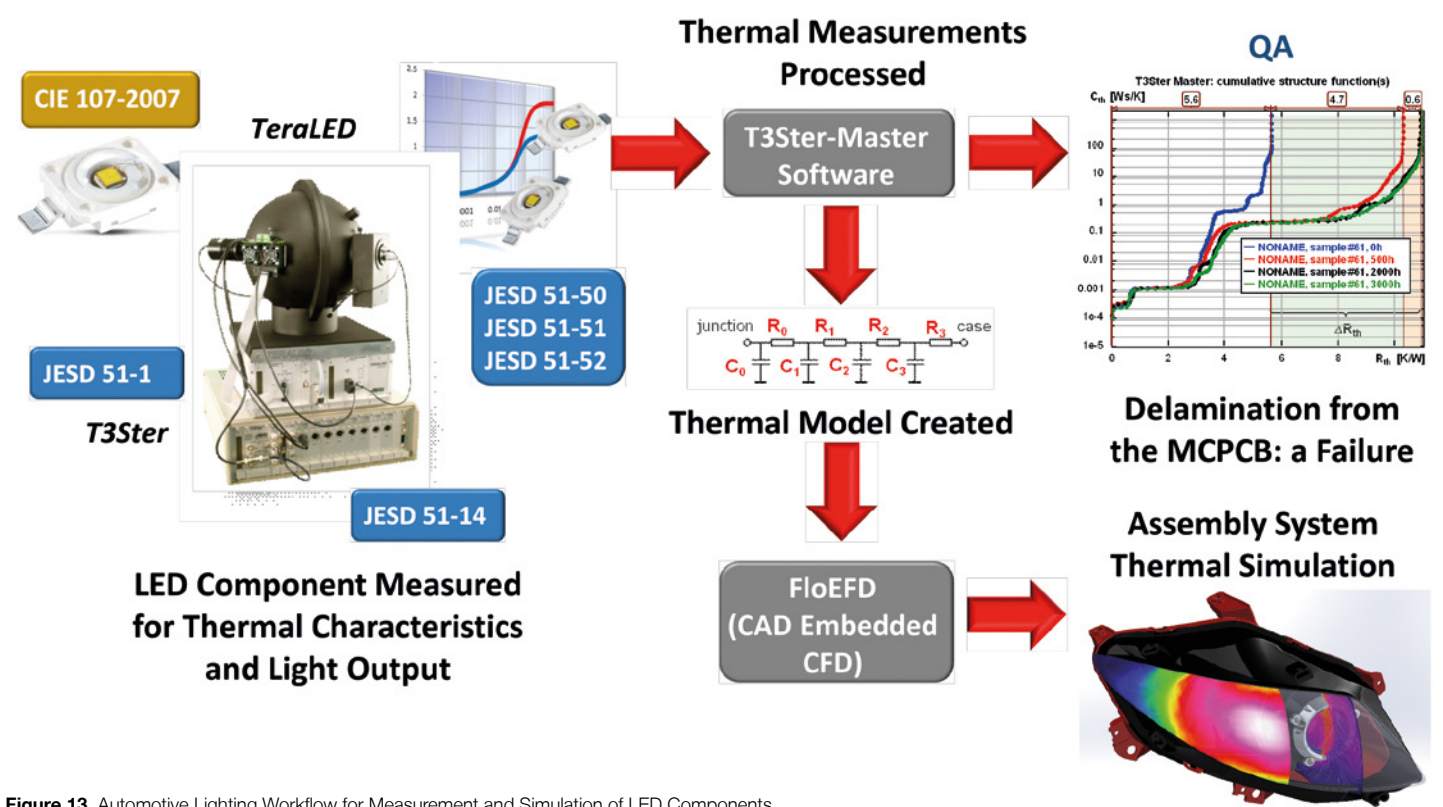 CIE 107-2007
TeraLED
2.5
2
1.5
1
JESD 51-50
JESD 51-51
JESD 51-52
JESD 51-1
T3Ster
JESD 51-14
LED Component Measured
for Thermal Characteristics
and Light Output
Thermal Measurements
Processed
T3Ster-Master
Software
junction R0 R1 R2 R3 case
C0 C1 C2 C3
Thermal Model Created
FloEFD
(CAD Embedded
CFD)
QA
T3Ster Master: cumulative structure function(s)
Cth [Ws/K]
5.6 4.7 0.6
100
10
1
0.1
0.01
0.001
1e-4
1e-5
NONAME, sample#61, 0h
NONAME, sample#61, 500h
NONAME, sample#61, 2000h
NONAME, sample#61, 3000h
ΔRth
0 2 4 6 8
Rth [K/W]
Delamination from
the MCPCB: a Failure
Assembly System
Thermal Simulation
Figure 13. Automotive Lighting Workflow for Measurement and Simulation of LED Components